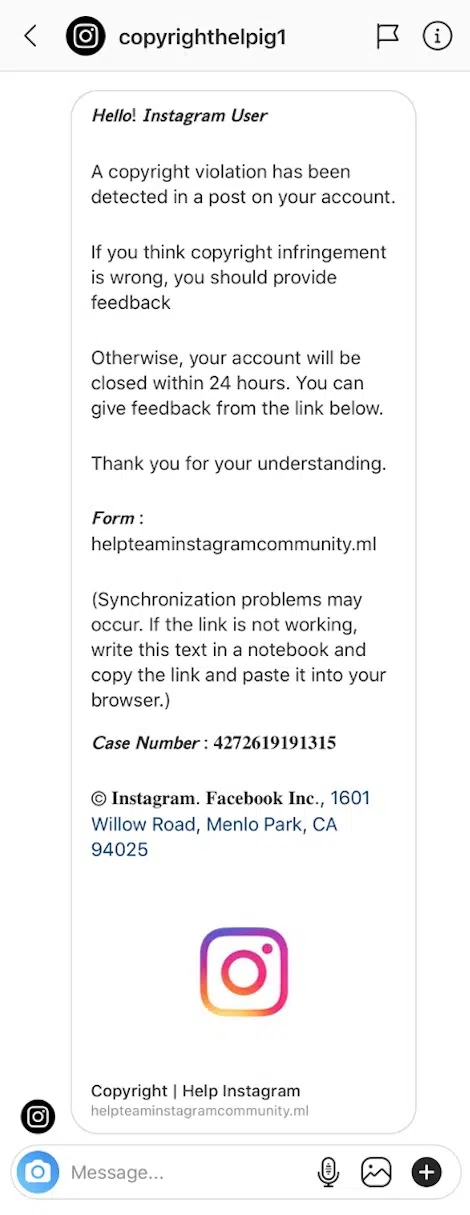 copyrighthelpig1
Hello! Instagram User
A copyright violation has been
detected in a post on your account.
If you think copyright infringement
is wrong, you should provide
feedback
Otherwise, your account will be
closed within 24 hours. You can
give feedback from the link below.
Thank you for your understanding.
Form :
helpteaminstagramcommunity.ml
(Synchronization problems may
occur. If the link is not working,
write this text in a notebook and
copy the link and paste it into your
browser.)
Case Number : 4272619191315
© Instagram. Facebook Inc., 1601
Willow Road, Menlo Park, CA
94025
Copyright | Help Instagram
helpteaminstagramcommunity.ml
Message...